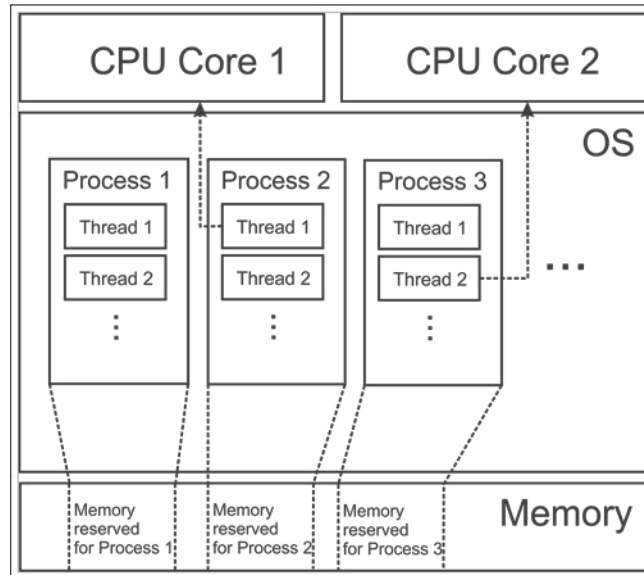 CPU Core 1
CPU Core 2
OS
Process 1
Thread 1
Thread 2
Process 2
Thread 1
Thread 2
Process 3
Thread 1
Thread 2
Memory
reserved
for Process 1
Memory
reserved
for Process 2
Memory
reserved
for Process 3
Memory